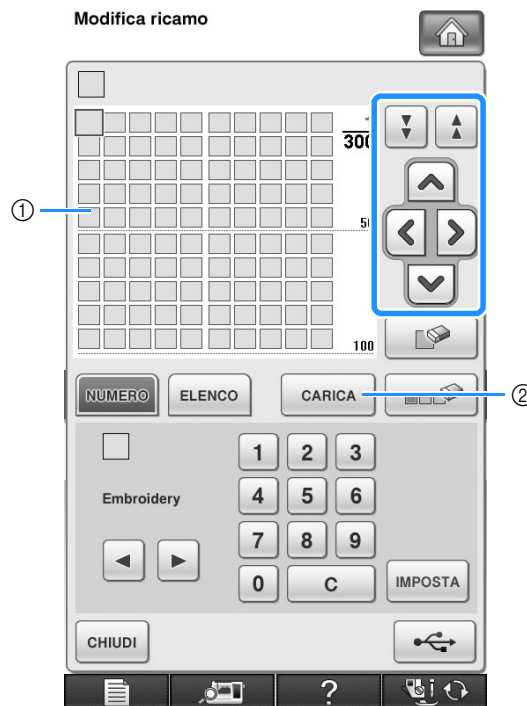 Modifica ricamo
300
①
50
100
NUMERO
ELENCO
CARICA
②
1
2
3
Embroidery
4
5
6
7
8
9
0
C
IMPOSTA
CHIUDI
?